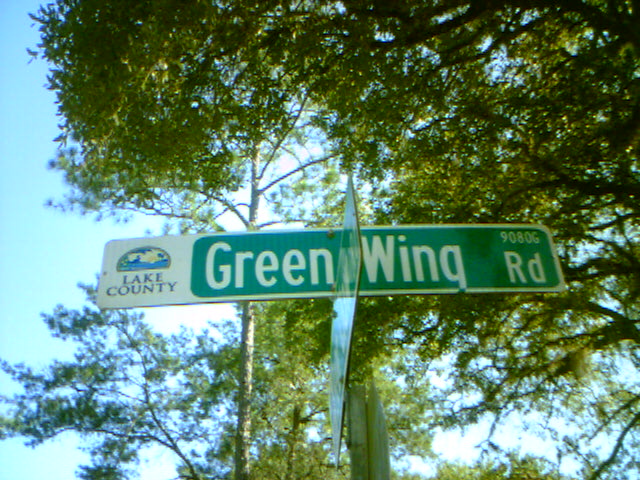 LAKE
COUNTY
Green Wing Rd
9080G